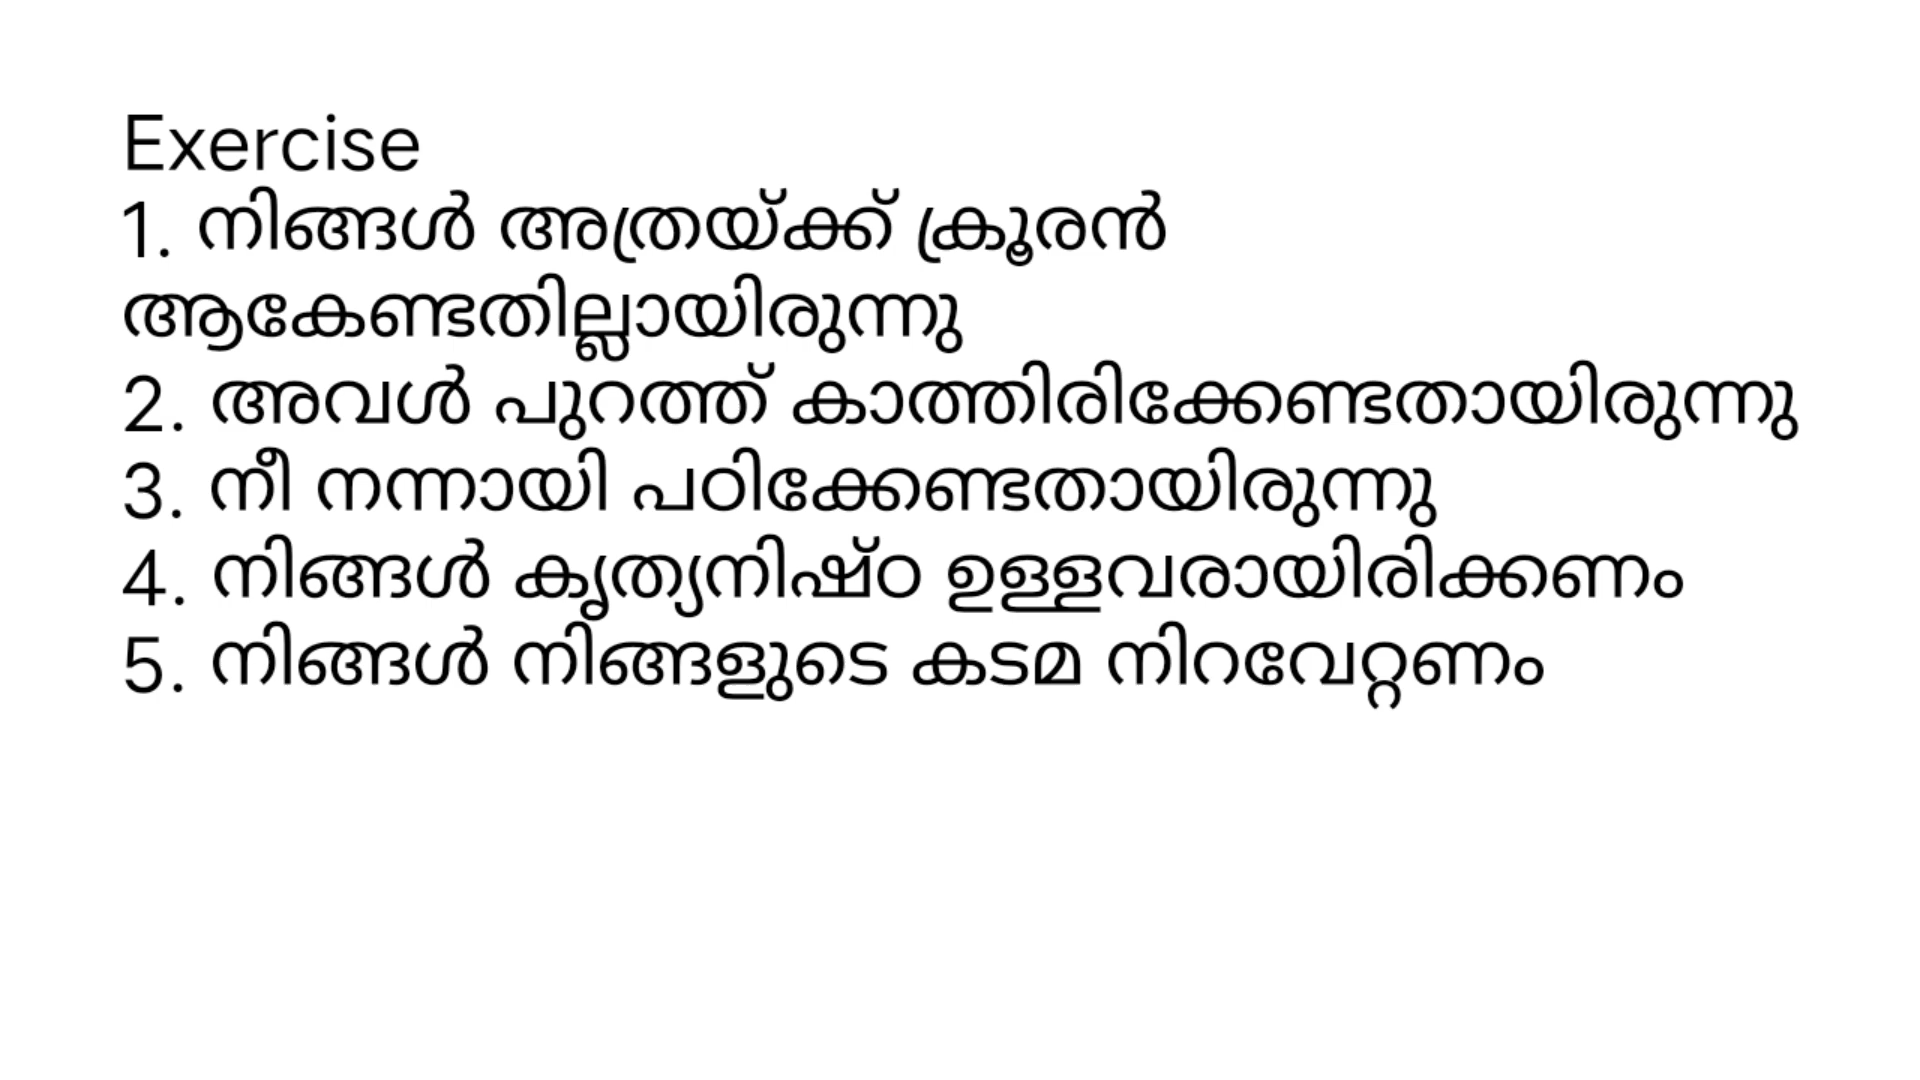 Exercise
1. നിങ്ങൾ അത്രയ്ക്ക് ക്രൂരൻ
ആകേണ്ടതില്ലായിരുന്നു
2. അവൾ പുറത്ത് കാത്തിരിക്കേണ്ടതായിരുന്നു
3. നീ നന്നായി പഠിക്കേണ്ടതായിരുന്നു
4. നിങ്ങൾ കൃത്യനിഷ്ഠ ഉള്ളവരായിരിക്കണം
5. നിങ്ങൾ നിങ്ങളുടെ കടമ നിറവേറ്റണം